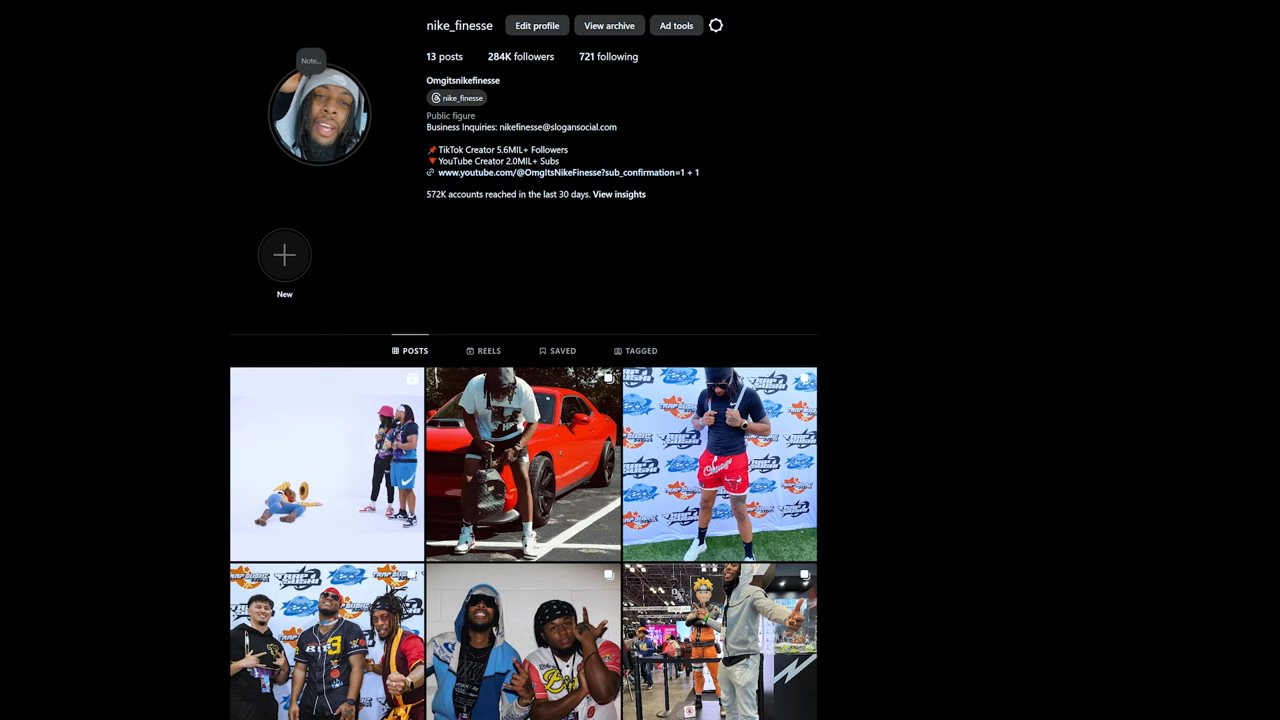 nike_finesse
Edit profile
View archive
Ad tools
13 posts
284K followers
721 following
Note...
Omgitsnikefinesse
nike_finesse
Public figure
Business Inquiries: nikefinesse@slogansocial.com
TikTok Creator 5.6MIL+ Followers
YouTube Creator 2.0MIL+ Subs
www.youtube.com/@OmgItsNikeFinesse?sub_confirmation=1 + 1
572K accounts reached in the last 30 days. View insights
New
POSTS
REELS
SAVED
TAGGED